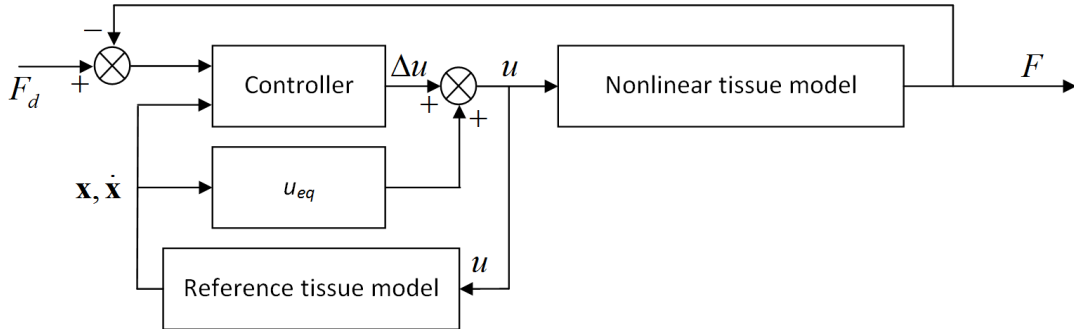 −
F_d
+
Controller
Δu
+
+
u
Nonlinear tissue model
F
x, ẋ
u_eq
Reference tissue model
u